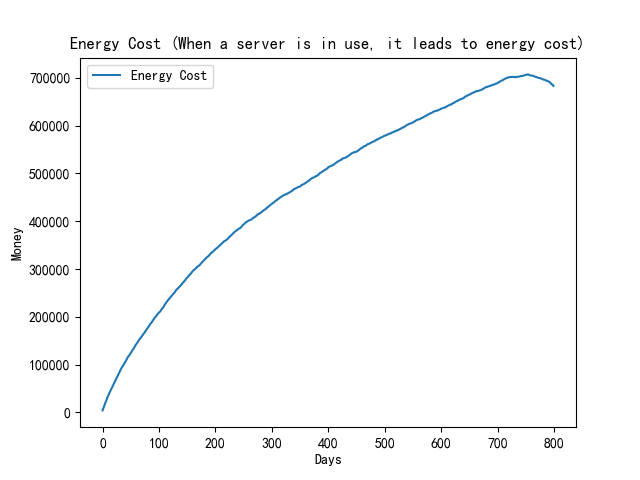 Energy Cost (When a server is in use, it leads to energy cost)
Energy Cost
700000
600000
500000
400000
300000
200000
100000
0
Money
0 100 200 300 400 500 600 700 800
Days